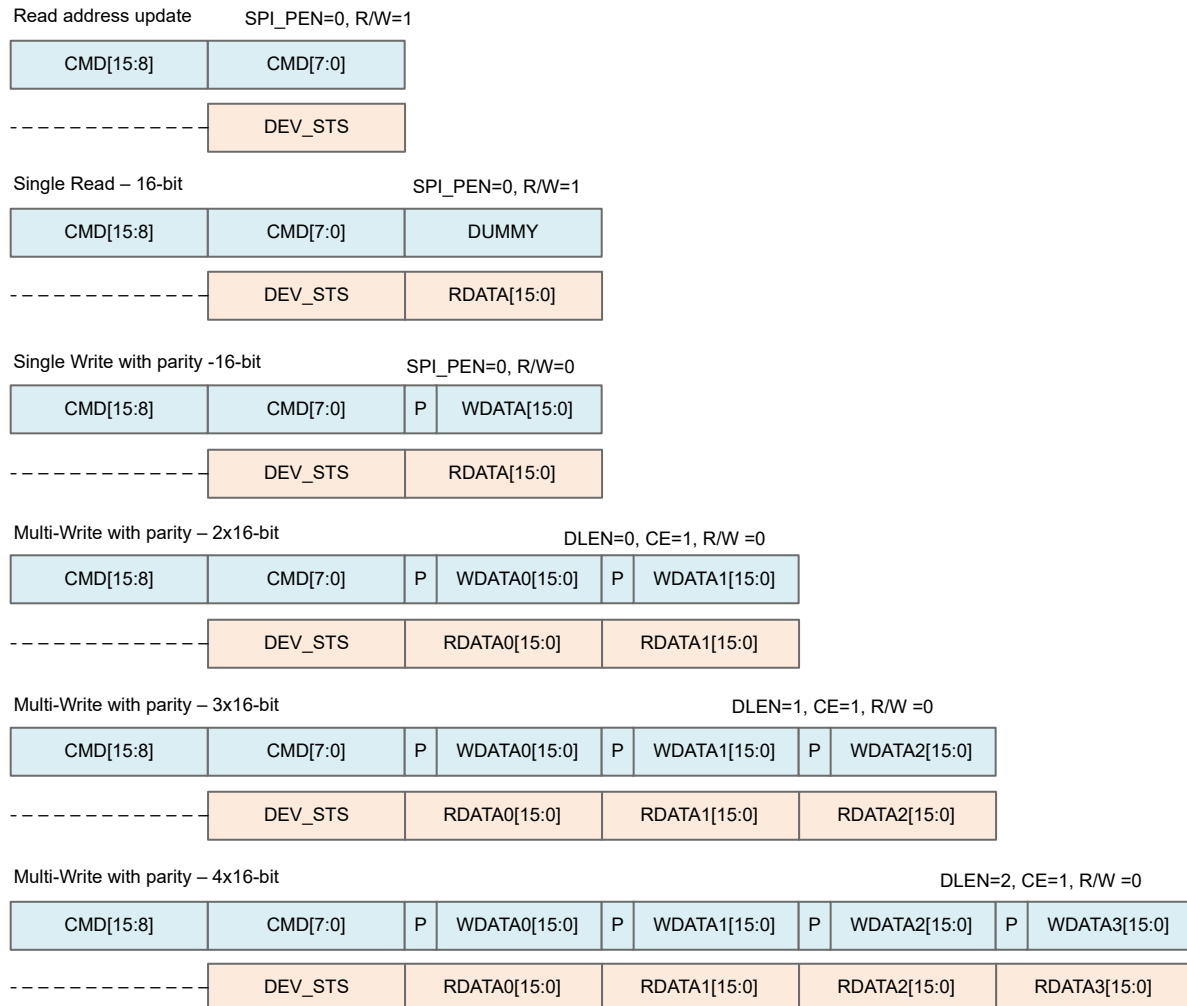 Read address update SPI_PEN=0, R/W=1
CMD[15:8] CMD[7:0]
DEV_STS
Single Read – 16-bit SPI_PEN=0, R/W=1
CMD[15:8] CMD[7:0] DUMMY
DEV_STS RDATA[15:0]
Single Write with parity -16-bit SPI_PEN=0, R/W=0
CMD[15:8] CMD[7:0] P WDATA[15:0]
DEV_STS RDATA[15:0]
Multi-Write with parity – 2x16-bit DLEN=0, CE=1, R/W =0
CMD[15:8] CMD[7:0] P WDATA0[15:0] P WDATA1[15:0]
DEV_STS RDATA0[15:0] RDATA1[15:0]
Multi-Write with parity – 3x16-bit DLEN=1, CE=1, R/W =0
CMD[15:8] CMD[7:0] P WDATA0[15:0] P WDATA1[15:0] P WDATA2[15:0]
DEV_STS RDATA0[15:0] RDATA1[15:0] RDATA2[15:0]
Multi-Write with parity – 4x16-bit DLEN=2, CE=1, R/W =0
CMD[15:8] CMD[7:0] P WDATA0[15:0] P WDATA1[15:0] P WDATA2[15:0] P WDATA3[15:0]
DEV_STS RDATA0[15:0] RDATA1[15:0] RDATA2[15:0] RDATA3[15:0]